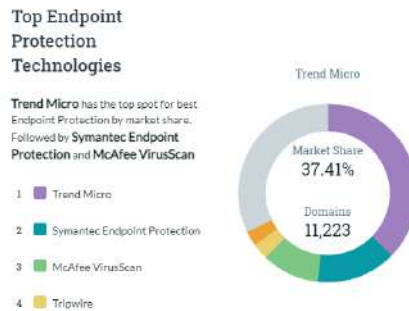 Top Endpoint
Protection
Technologies
Trend Micro has the top spot for best
Endpoint Protection by market share.
Followed by Symantec Endpoint
Protection and McAfee VirusScan
1 Trend Micro
2 Symantec Endpoint Protection
3 McAfee VirusScan
4 Tripwire
Trend Micro
Market Share
37.41%
Domains
11,223